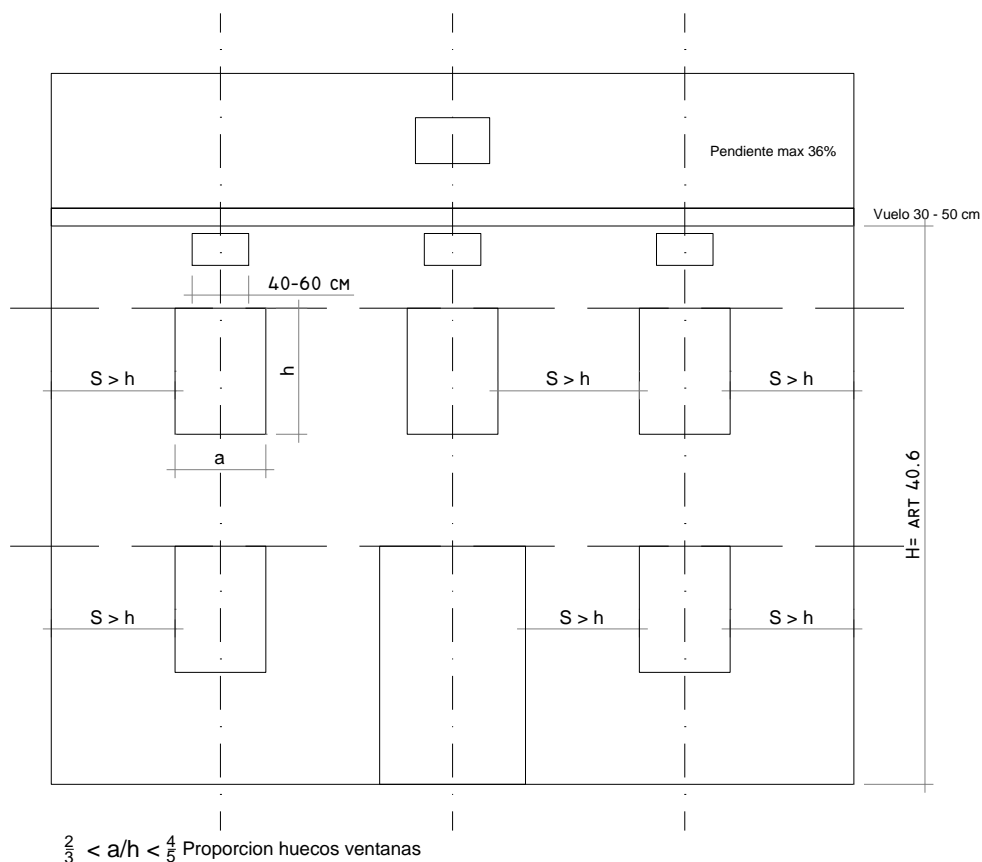 Pendiente max 36%
Vuelo 30 - 50 cm
40-60 CM
S > h
h
S > h
S > h
a
H= ART 40.6
S > h
S > h
S > h
2/3 < a/h < 4/5 Proporcion huecos ventanas